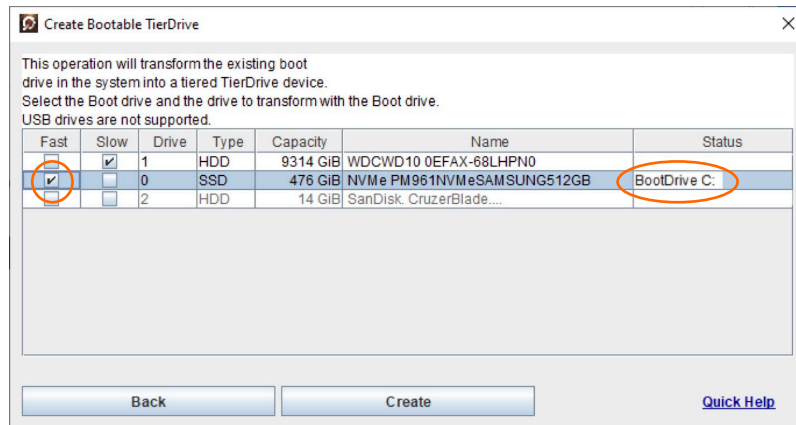 Create Bootable TierDrive
This operation will transform the existing boot
drive in the system into a tiered TierDrive device.
Select the Boot drive and the drive to transform with the Boot drive.
USB drives are not supported.
Fast Slow Drive Type Capacity Name Status
1 HDD 9314 GiB WDCWD10 0EFAX-68LHPN0
0 SSD 476 GiB NVMe PM961NVMeSAMSUNG512GB BootDrive C:
2 HDD 14 GiB SanDisk. CruzerBlade....
Back Create Quick Help